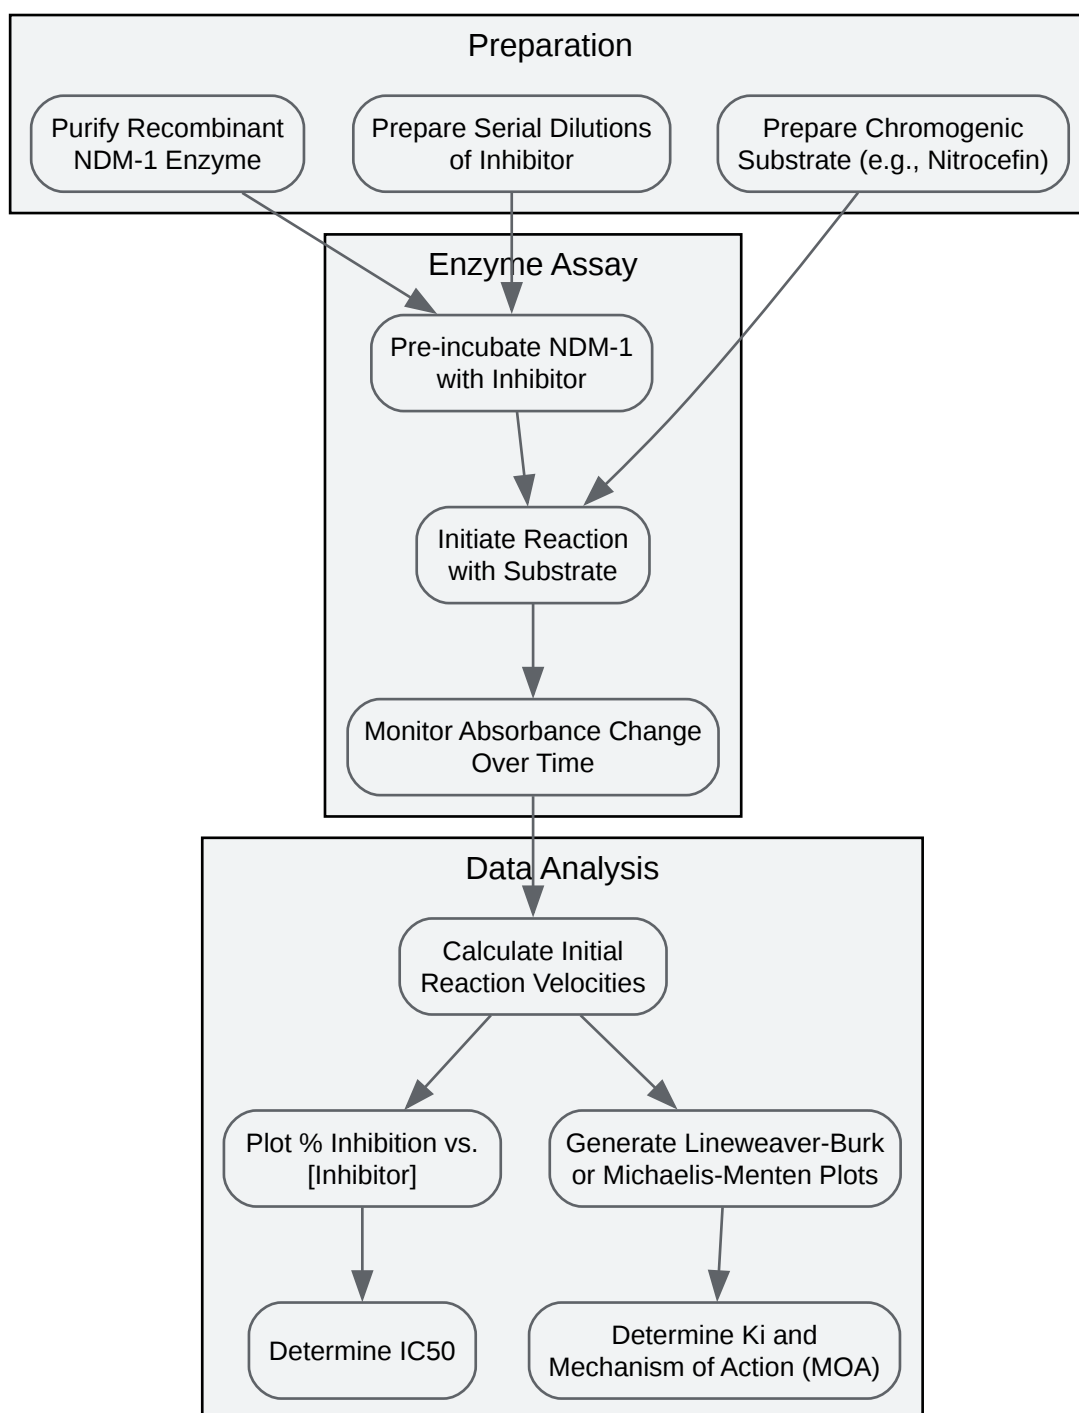 Preparation
Purify Recombinant
NDM-1 Enzyme
Prepare Serial Dilutions
of Inhibitor
Prepare Chromogenic
Substrate (e.g., Nitrocefin)
Enzyme Assay
Pre-incubate NDM-1
with Inhibitor
Initiate Reaction
with Substrate
Monitor Absorbance Change
Over Time
Data Analysis
Calculate Initial
Reaction Velocities
Plot % Inhibition vs.
[Inhibitor]
Generate Lineweaver-Burk
or Michaelis-Menten Plots
Determine IC50
Determine Ki and
Mechanism of Action (MOA)